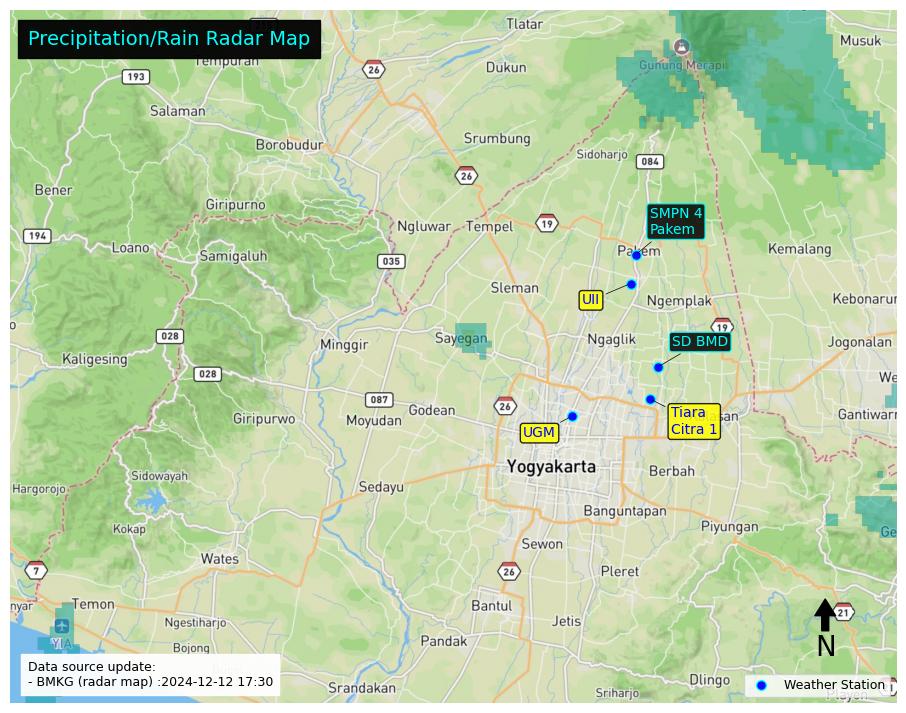 Precipitation/Rain Radar Map
Tlatar
Musuk
26
Tempuran
Gunung Merapi
193
Dukun
Salaman
Srumbung
Borobudur
Sidoharjo
084
26
Bener
Giripurno
SMPN 4
Pakem
194
Ngluwar
Tempel
19
Loano
Samigaluh
035
Pakem
Kemalang
Sleman
UII
Ngemplak
Kebonarum
19
028
Sayegan
Ngaglik
SD BMD
Jogonalan
Minggir
Kaligesing
028
087
Godean
26
Giripurwo
Moyudan
UGM
Tiara
Citra 1
Gantiwarn
Yogyakarta
Berbah
Sidowayah
Hargorojo
Sedayu
Banguntapan
Kokap
Piyungan
Ge
Sewon
Wates
7
26
Pleret
Temon
Bantul
21
Ngestiharjo
Jetis
YIA
Bojong
Pandak
N
Data source update:
- BMKG (radar map) :2024-12-12 17:30
Srandakan
Sriharjo
Dlingo
Weather Station
Playen